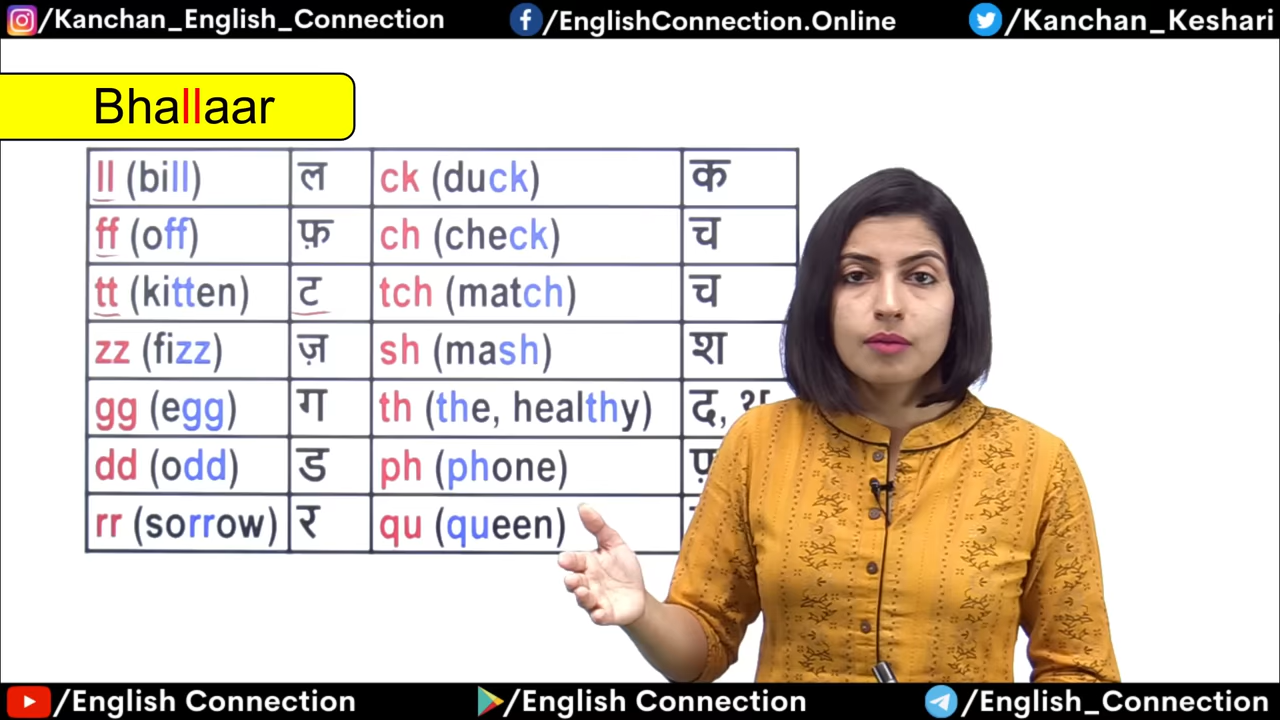 /Kanchan_English_Connection /EnglishConnection.Online /Kanchan_Keshari
Bhallaar
ll (bill) ल ck (duck) क
ff (off) फ़ ch (check) च
tt (kitten) ट tch (match) च
zz (fizz) ज़ sh (mash) श
gg (egg) ग th (the, healthy) द, थ
dd (odd) ड ph (phone) फ़
rr (sorrow) र qu (queen)
/English Connection /English Connection /English_Connection